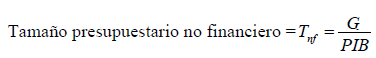 Tamaño presupuestario no financiero = T_nf = G / PIB